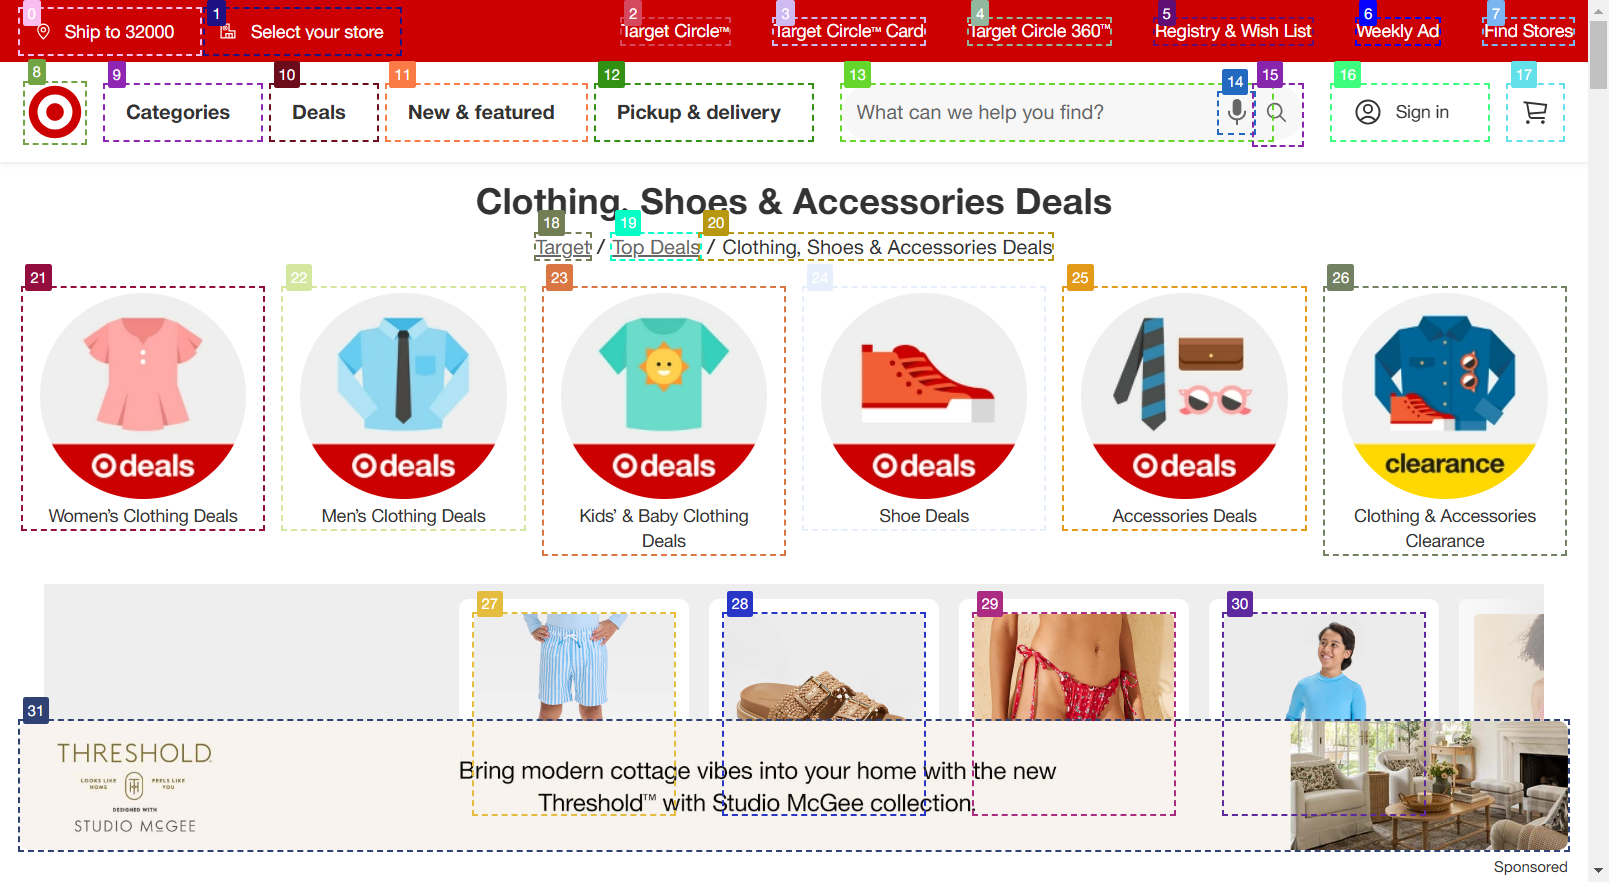 0 1 2 3 4 5 6 7
Ship to 32000 Select your store Target Circle™ Target Circle™ Card Target Circle 360™ Registry & Wish List Weekly Ad Find Stores
8 9 10 11 12 13 14 15 16 17
Categories Deals New & featured Pickup & delivery What can we help you find? Sign in
Clothing, Shoes & Accessories Deals
18 19 20
Target / Top Deals / Clothing, Shoes & Accessories Deals
21 22 23 24 25 26
deals deals deals deals deals clearance
Women's Clothing Deals
Men's Clothing Deals
Kids' & Baby Clothing
Deals
Shoe Deals
Accessories Deals
Clothing & Accessories
Clearance
27 28 29 30
31
THRESHOLD
LOOKS LIKE HOME
FEELS LIKE YOU
DESIGNED WITH
STUDIO McGEE
Bring modern cottage vibes into your home with the new
Threshold™ with Studio McGee collection.
Sponsored